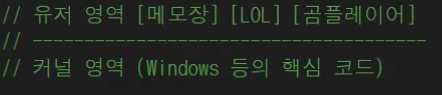 // 유저 영역 [메모장] [LOL] [곰플레이어]
// --------------------------------------
// 커널 영역 (Windows 등의 핵심 코드)